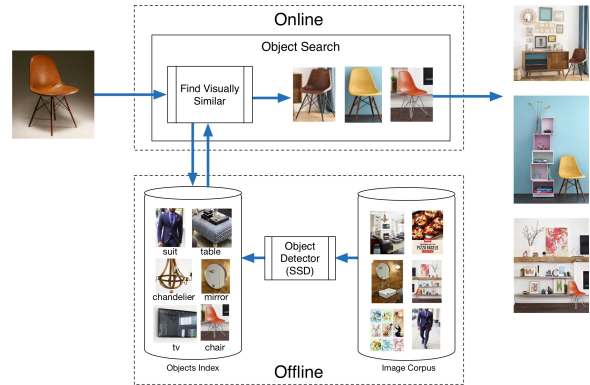 Online
Object Search
Find Visually
Similar
suit
table
chandelier
mirror
tv
chair
Objects Index
Object
Detector
(SSD)
Image Corpus
Offline